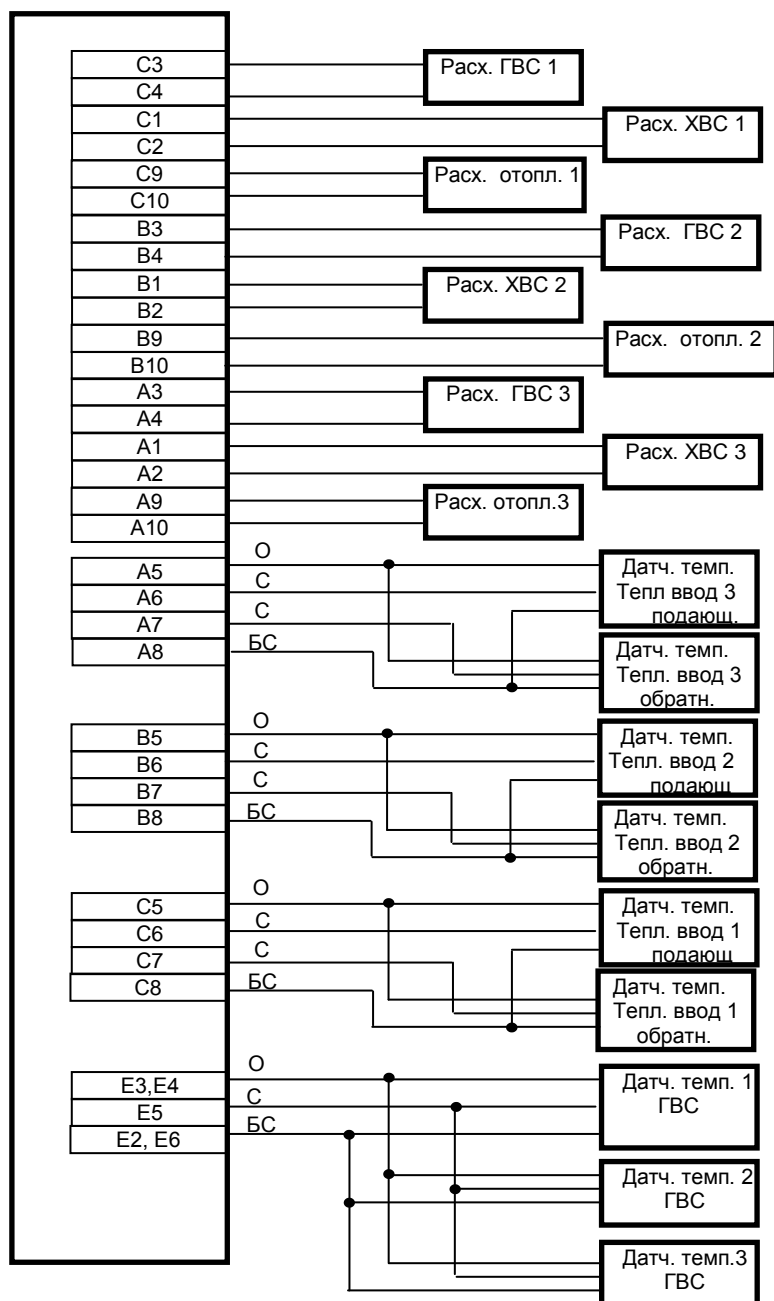 C3
Расх. ГВС 1
C4
C1
Расх. ХВС 1
C2
C9
Расх. отопл. 1
C10
B3
Расх. ГВС 2
B4
B1
Расх. ХВС 2
B2
B9
Расх. отопл. 2
B10
A3
Расх. ГВС 3
A4
A1
Расх. ХВС 3
A2
A9
Расх. отопл.3
A10
О
A5
Датч. темп.
С
A6
Тепл ввод 3
С
A7
подающ.
БС
A8
Датч. темп.
Тепл. ввод 3
обратн.
О
B5
Датч. темп.
С
B6
Тепл. ввод 2
С
B7
подающ
БС
B8
Датч. темп.
Тепл. ввод 2
обратн.
О
C5
Датч. темп.
С
C6
Тепл. ввод 1
С
C7
подающ
БС
C8
Датч. темп.
Тепл. ввод 1
обратн.
О
E3,E4
Датч. темп. 1
С
E5
ГВС
БС
E2, E6
Датч. темп. 2
ГВС
Датч. темп.3
ГВС